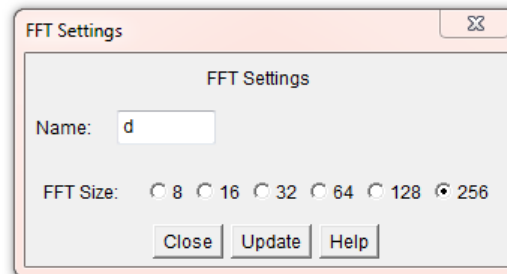 FFT Settings
FFT Settings
Name: d
FFT Size: 8 16 32 64 128 256
Close Update Help